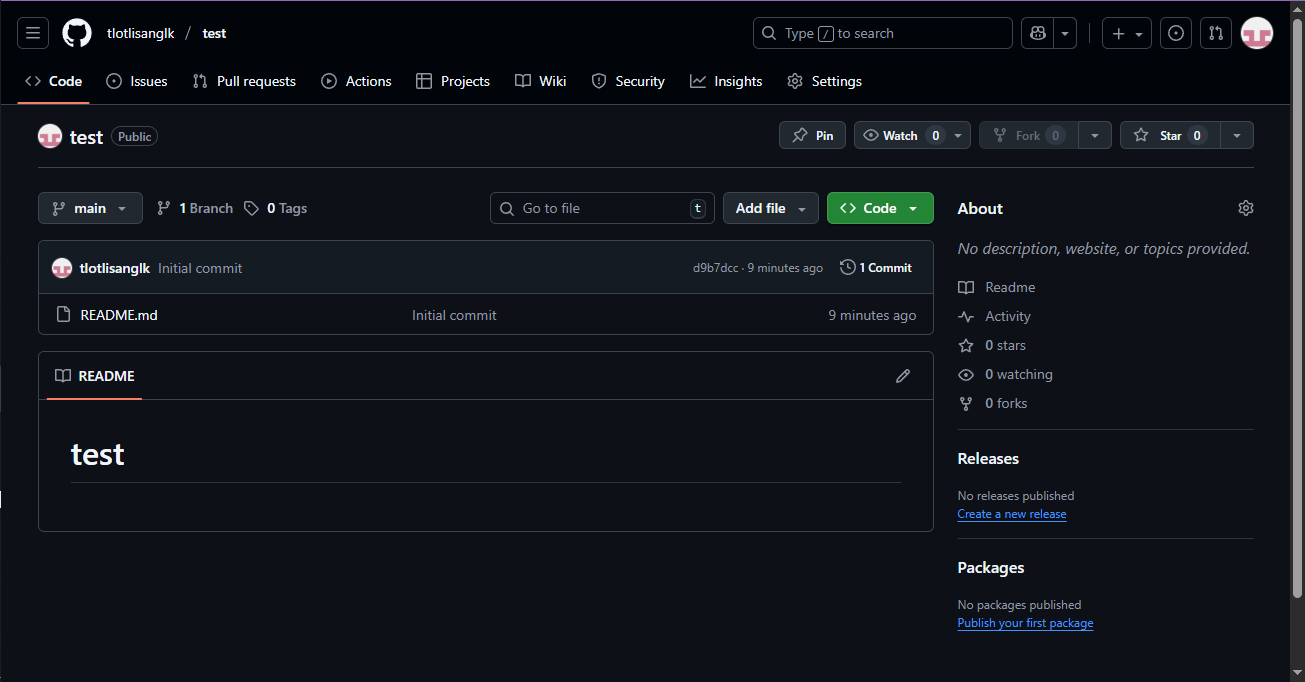 tlotlisanglk / test
Type / to search
Code Issues Pull requests Actions Projects Wiki Security Insights Settings
test Public
Pin Watch 0 Fork 0 Star 0
main 1 Branch 0 Tags Go to file t Add file Code
tlotlisanglk Initial commit d9b7dcc · 9 minutes ago 1 Commit
README.md Initial commit 9 minutes ago
README
test
About
No description, website, or topics provided.
Readme
Activity
0 stars
0 watching
0 forks
Releases
No releases published
Create a new release
Packages
No packages published
Publish your first package